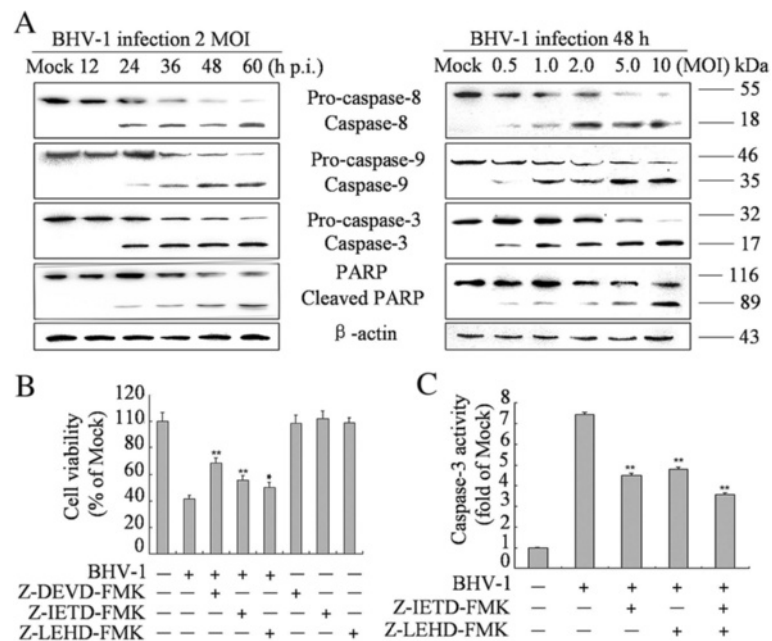 A
BHV-1 infection 2 MOI
BHV-1 infection 48 h
Mock 12 24 36 48 60 (h p.i.)
Mock 0.5 1.0 2.0 5.0 10 (MOI) kDa
Pro-caspase-8 55
Caspase-8 18
Pro-caspase-9 46
Caspase-9 35
Pro-caspase-3 32
Caspase-3 17
PARP 116
Cleaved PARP 89
β-actin 43
B
Cell viability
(% of Mock)
120
110
80
60
40
20
0
** ** *
BHV-1 — + + + + — — —
Z-DEVD-FMK — — + — — + — —
Z-IETD-FMK — — — + — — + —
Z-LEHD-FMK — — — — + — — +
C
Caspase-3 activity
(fold of Mock)
8
7
6
5
4
3
2
1
0
** ** **
BHV-1 — + + + +
Z-IETD-FMK — — + — +
Z-LEHD-FMK — — — + +